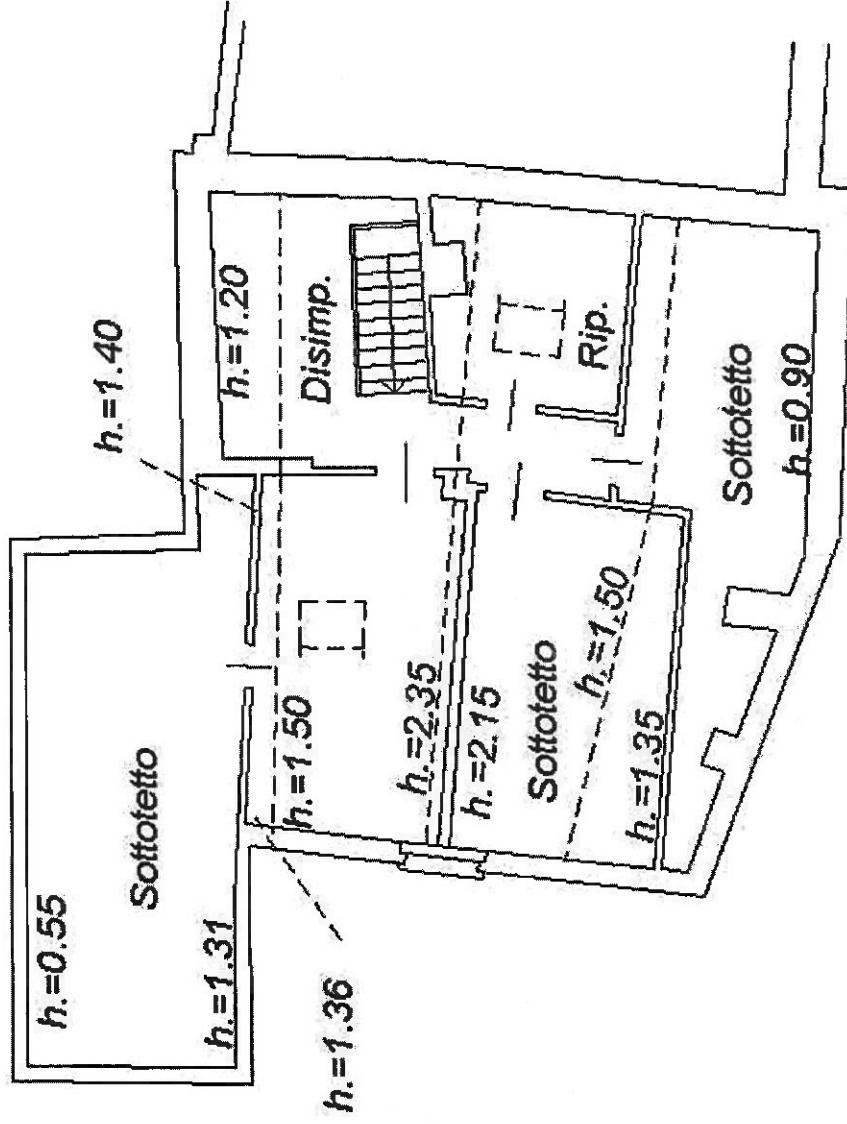 h.=0.55
Sottotetto
h.=1.31
h.=1.36
h.=1.40
h.=1.20
Disimp.
h.=1.50
h.=2.35
h.=2.15
Sottotetto
h.=1.50
h.=1.35
Rip.
Sottotetto
h.=0.90